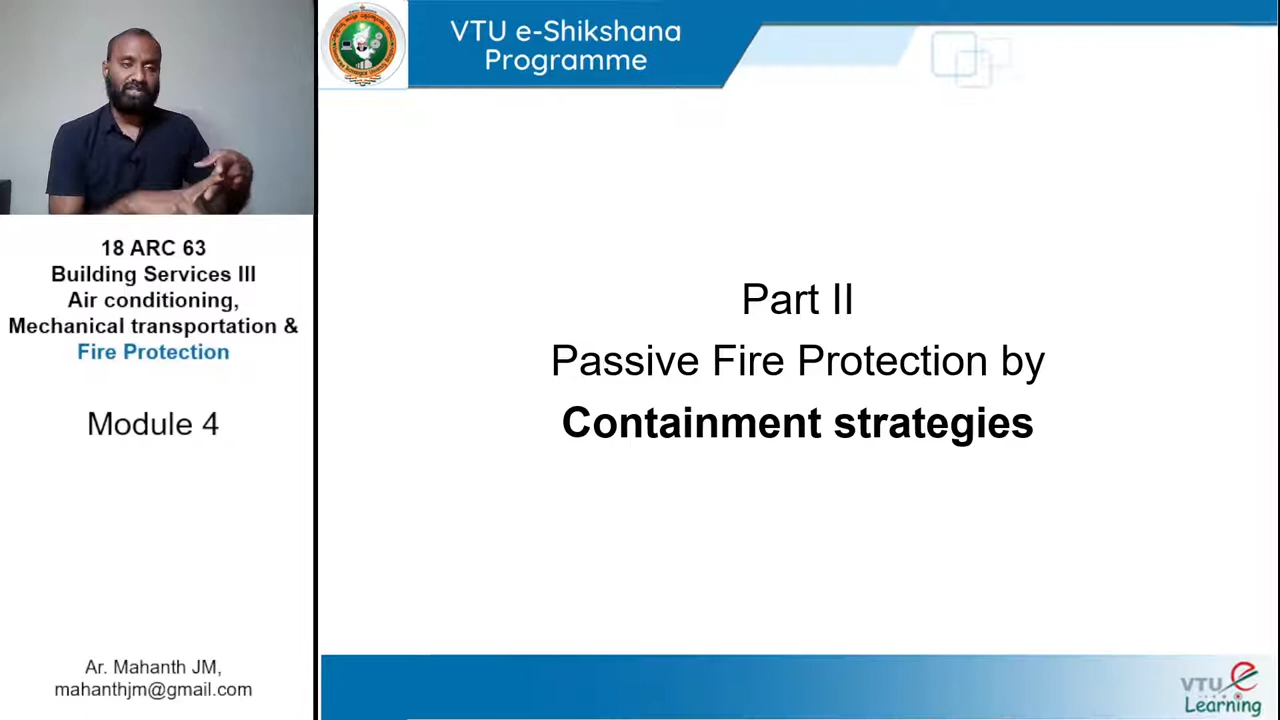 VTU e-Shikshana
Programme
18 ARC 63
Building Services III
Air conditioning,
Mechanical transportation &
Fire Protection
Module 4
Ar. Mahanth JM,
mahanthjm@gmail.com
Part II
Passive Fire Protection by
Containment strategies
VTU e
Learning